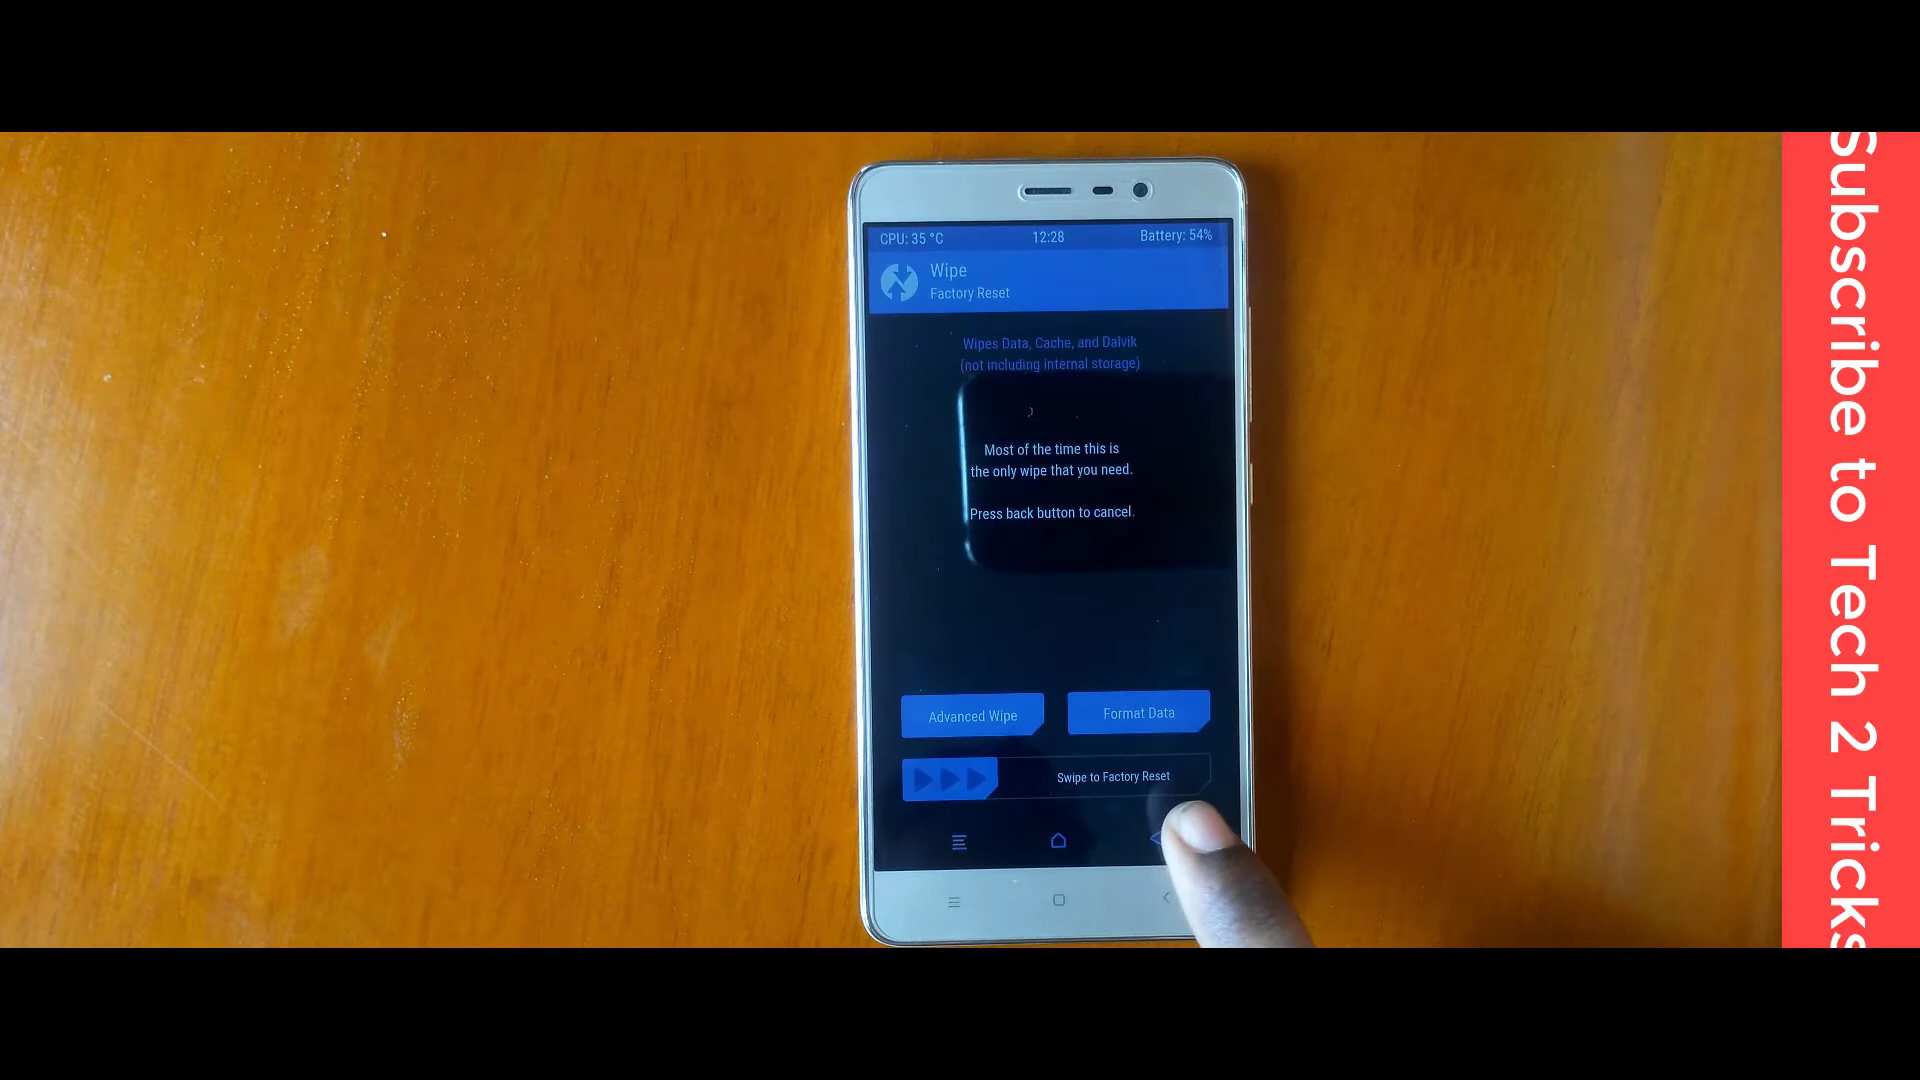 CPU: 35 °C 12:28 Battery: 54%
Wipe
Factory Reset
Wipes Data, Cache, and Dalvik
(not including internal storage)
Most of the time this is
the only wipe that you need.
Press back button to cancel.
Advanced Wipe Format Data
Swipe to Factory Reset
Subscribe to Tech 2 Tricks